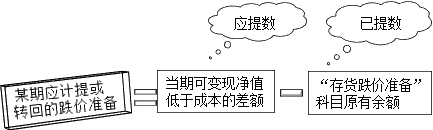 应提数
已提数
某期应计提或
转回的跌价准备
当期可变现净值
低于成本的差额
“存货跌价准备”
科目原有余额